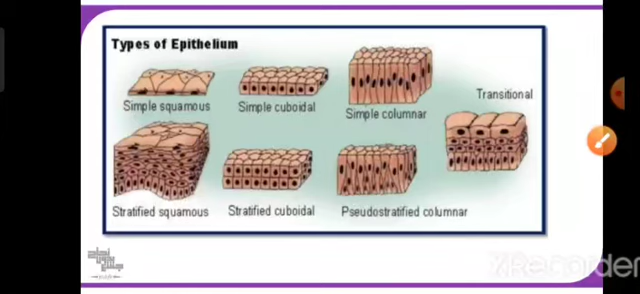 Types of Epithelium
Simple squamous
Simple cuboidal
Simple columnar
Transitional
Stratified squamous
Stratified cuboidal
Pseudostratified columnar
XRecorder